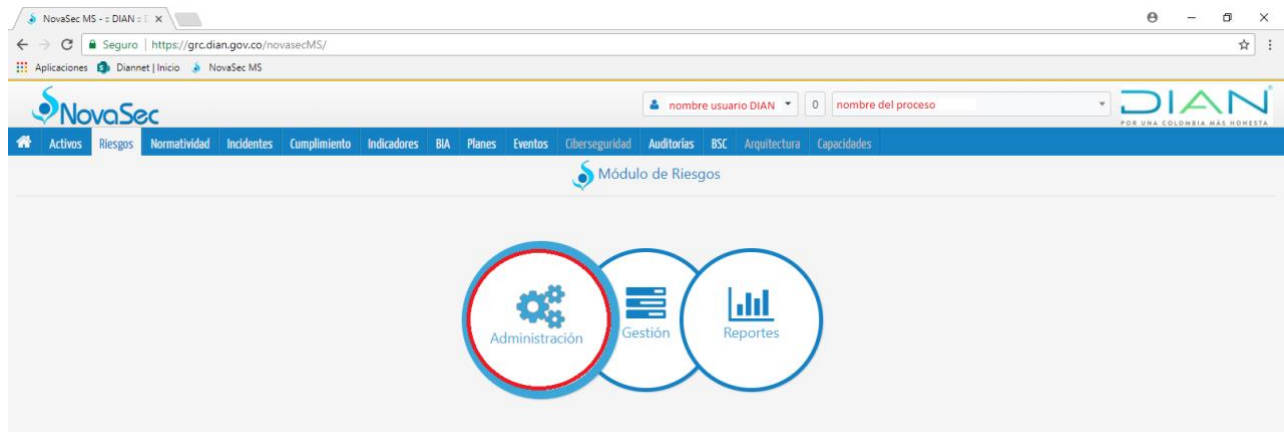 NovaSec MS - :: DIAN ::
Seguro | https://grc.dian.gov.co/novasecMS/
Aplicaciones Diannet | Inicio NovaSec MS
NovaSec nombre usuario DIAN 0 nombre del proceso DIAN
POR UNA COLOMBIA MÁS HONESTA
Activos Riesgos Normatividad Incidentes Cumplimiento Indicadores BIA Planes Eventos Ciberseguridad Auditorías BSC Arquitectura Capacidades
Módulo de Riesgos
Administración Gestión Reportes